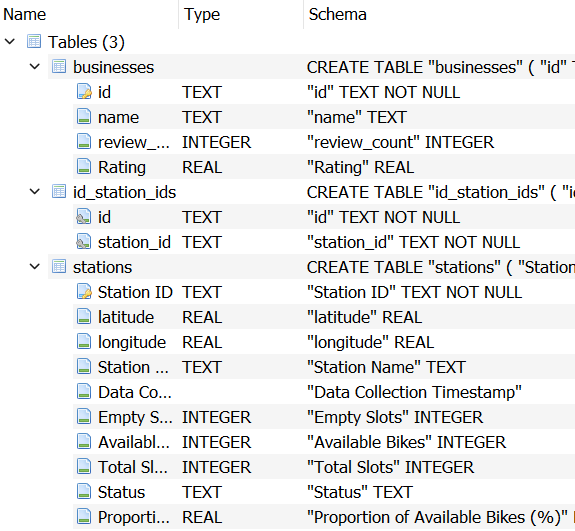 Name Type Schema
Tables (3)
businesses CREATE TABLE "businesses" ( "id" T
id TEXT "id" TEXT NOT NULL
name TEXT "name" TEXT
review_... INTEGER "review_count" INTEGER
Rating REAL "Rating" REAL
id_station_ids CREATE TABLE "id_station_ids" ( "id
id TEXT "id" TEXT NOT NULL
station_id TEXT "station_id" TEXT NOT NULL
stations CREATE TABLE "stations" ( "Station
Station ID TEXT "Station ID" TEXT NOT NULL
latitude REAL "latitude" REAL
longitude REAL "longitude" REAL
Station ... TEXT "Station Name" TEXT
Data Co... "Data Collection Timestamp"
Empty S... INTEGER "Empty Slots" INTEGER
Availabl... INTEGER "Available Bikes" INTEGER
Total Sl... INTEGER "Total Slots" INTEGER
Status TEXT "Status" TEXT
Proporti... REAL "Proportion of Available Bikes (%)"